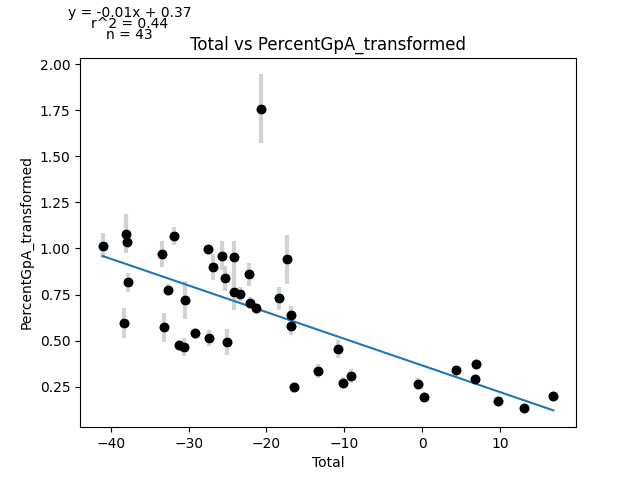 y = -0.01x + 0.37
r^2 = 0.44
n = 43
Total vs PercentGpA_transformed
2.00
1.75
1.50
1.25
1.00
0.75
0.50
0.25
PercentGpA_transformed
−40
−30
−20
−10
0
10
Total